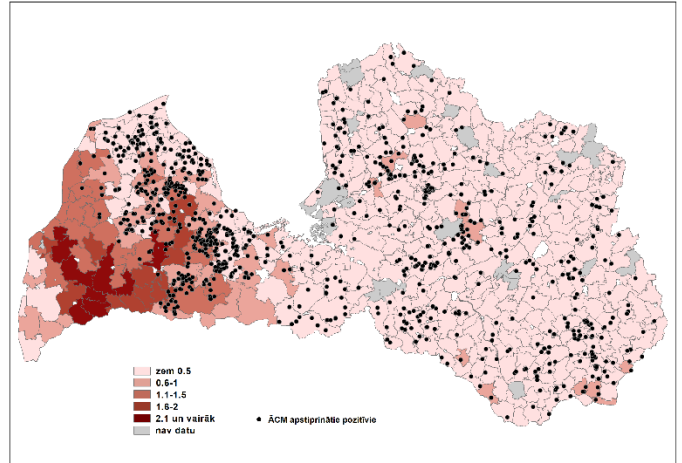 zem 0.5
0.6-1
1.1-1.5
1.6-2
2.1 un vairāk
nav datu
ĀCM apstiprinātie pozitīvie